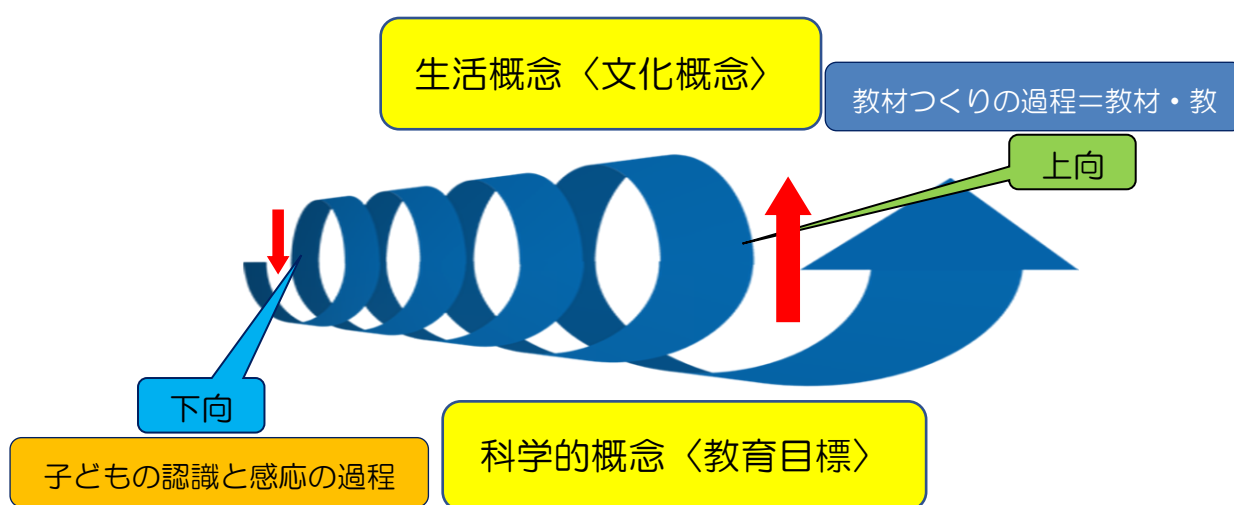 生活概念〈文化概念〉
教材つくりの過程＝教材・教
上向
下向
子どもの認識と感応の過程
科学的概念〈教育目標〉